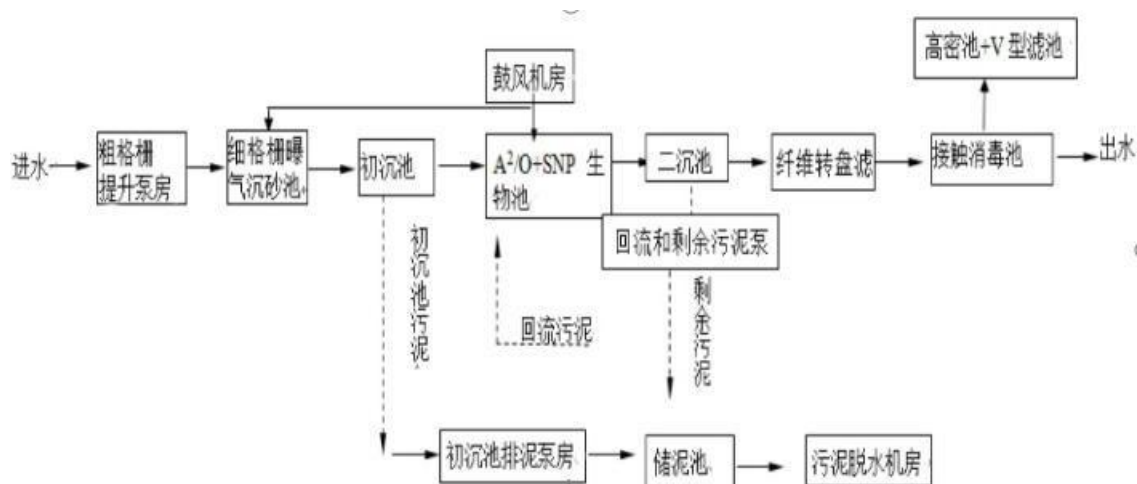 高密池+V 型滤池
鼓风机房
进水
粗格栅
提升泵房
细格栅曝
气沉砂池
初沉池
A²/O+SNP 生
物池
二沉池
纤维转盘滤
接触消毒池
出水
回流和剩余污泥泵
初沉池污泥
回流污泥
剩余污泥
初沉池排泥泵房
储泥池
污泥脱水机房